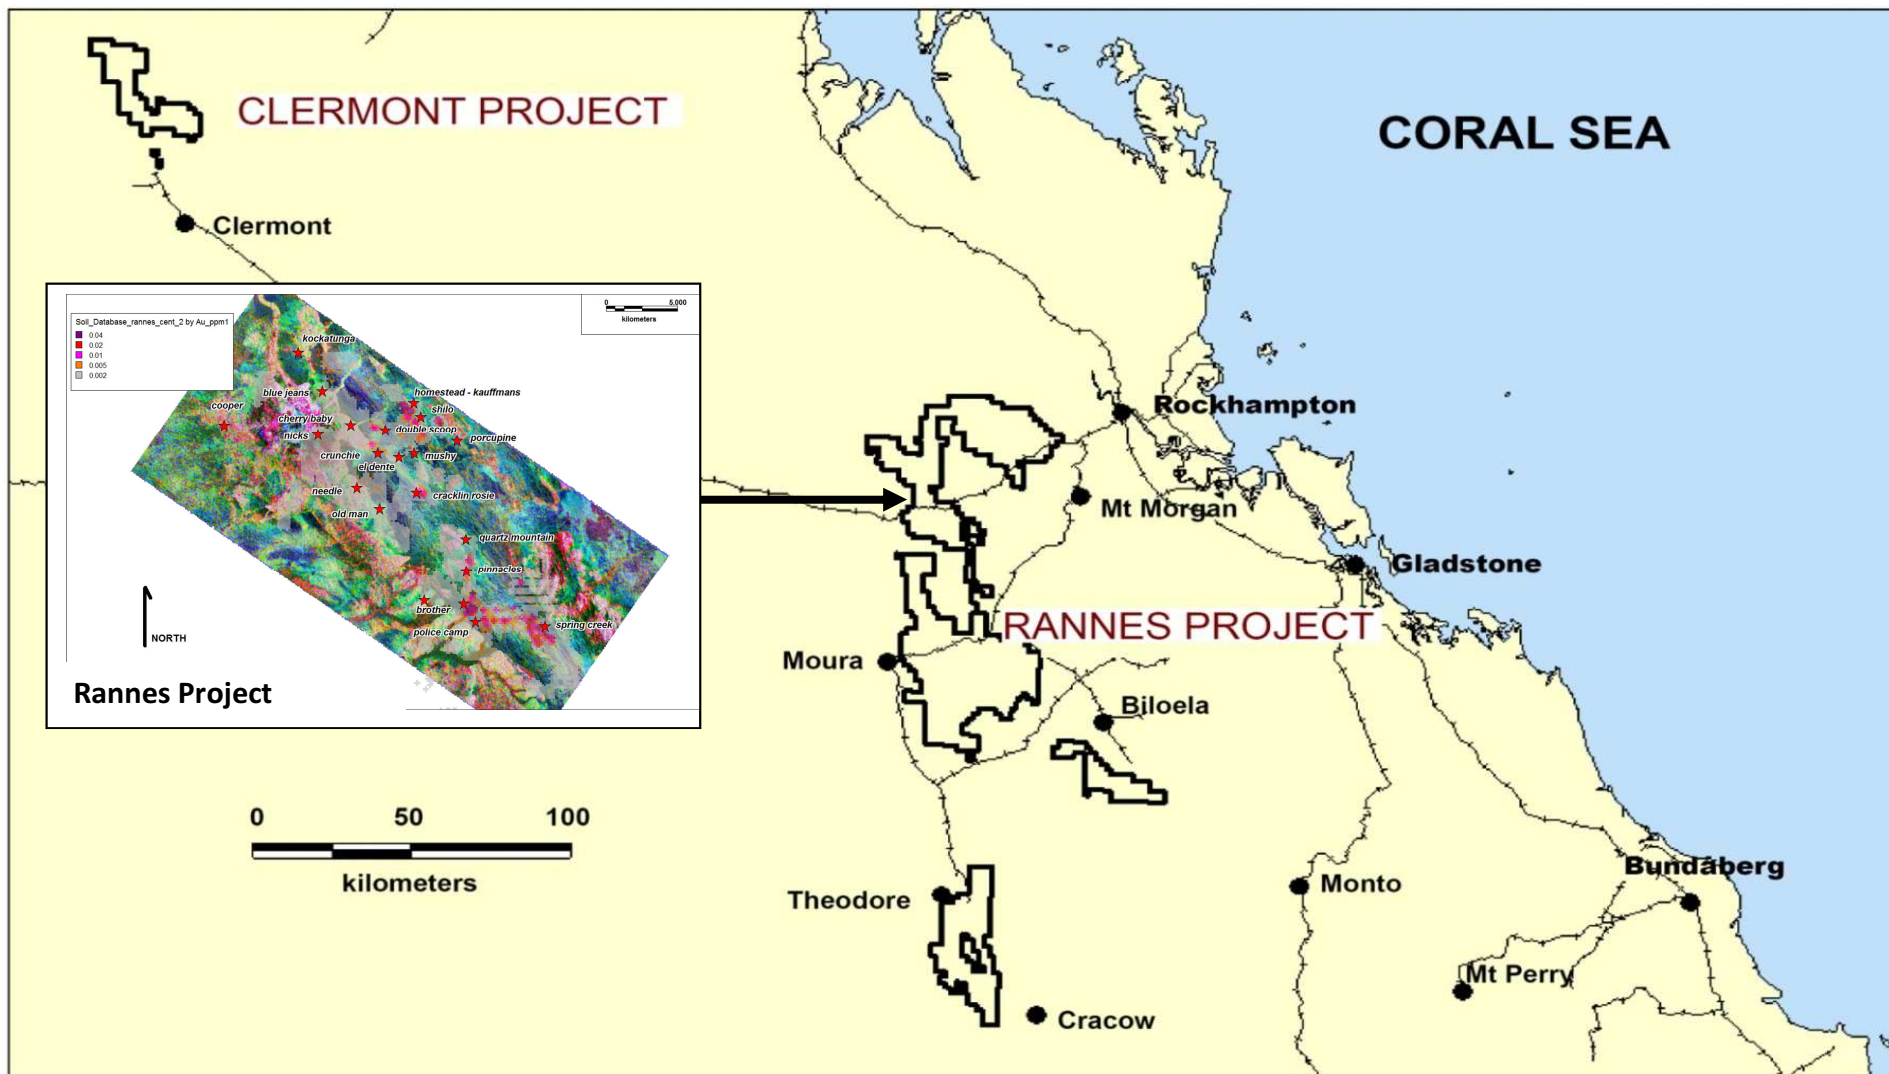 CLERMONT PROJECT
CORAL SEA
Clermont
Soil_Database_rannes_cent_2 by Au_ppm1
0.04
0.02
0.01
0.005
0.002
0 5,000
kilometers
kockatunga
blue jeans
homestead - kauffmans
cooper
shilo
cherry baby
double scoop
nicks
porcupine
crunchie
mushy
el dente
needle
cracklin rosie
old man
quartz mountain
pinnacles
brother
police camp
spring creek
NORTH
Rannes Project
Rockhampton
Mt Morgan
Gladstone
RANNES PROJECT
Moura
Biloela
0 50 100
kilometers
Theodore
Monto
Bundaberg
Mt Perry
Cracow